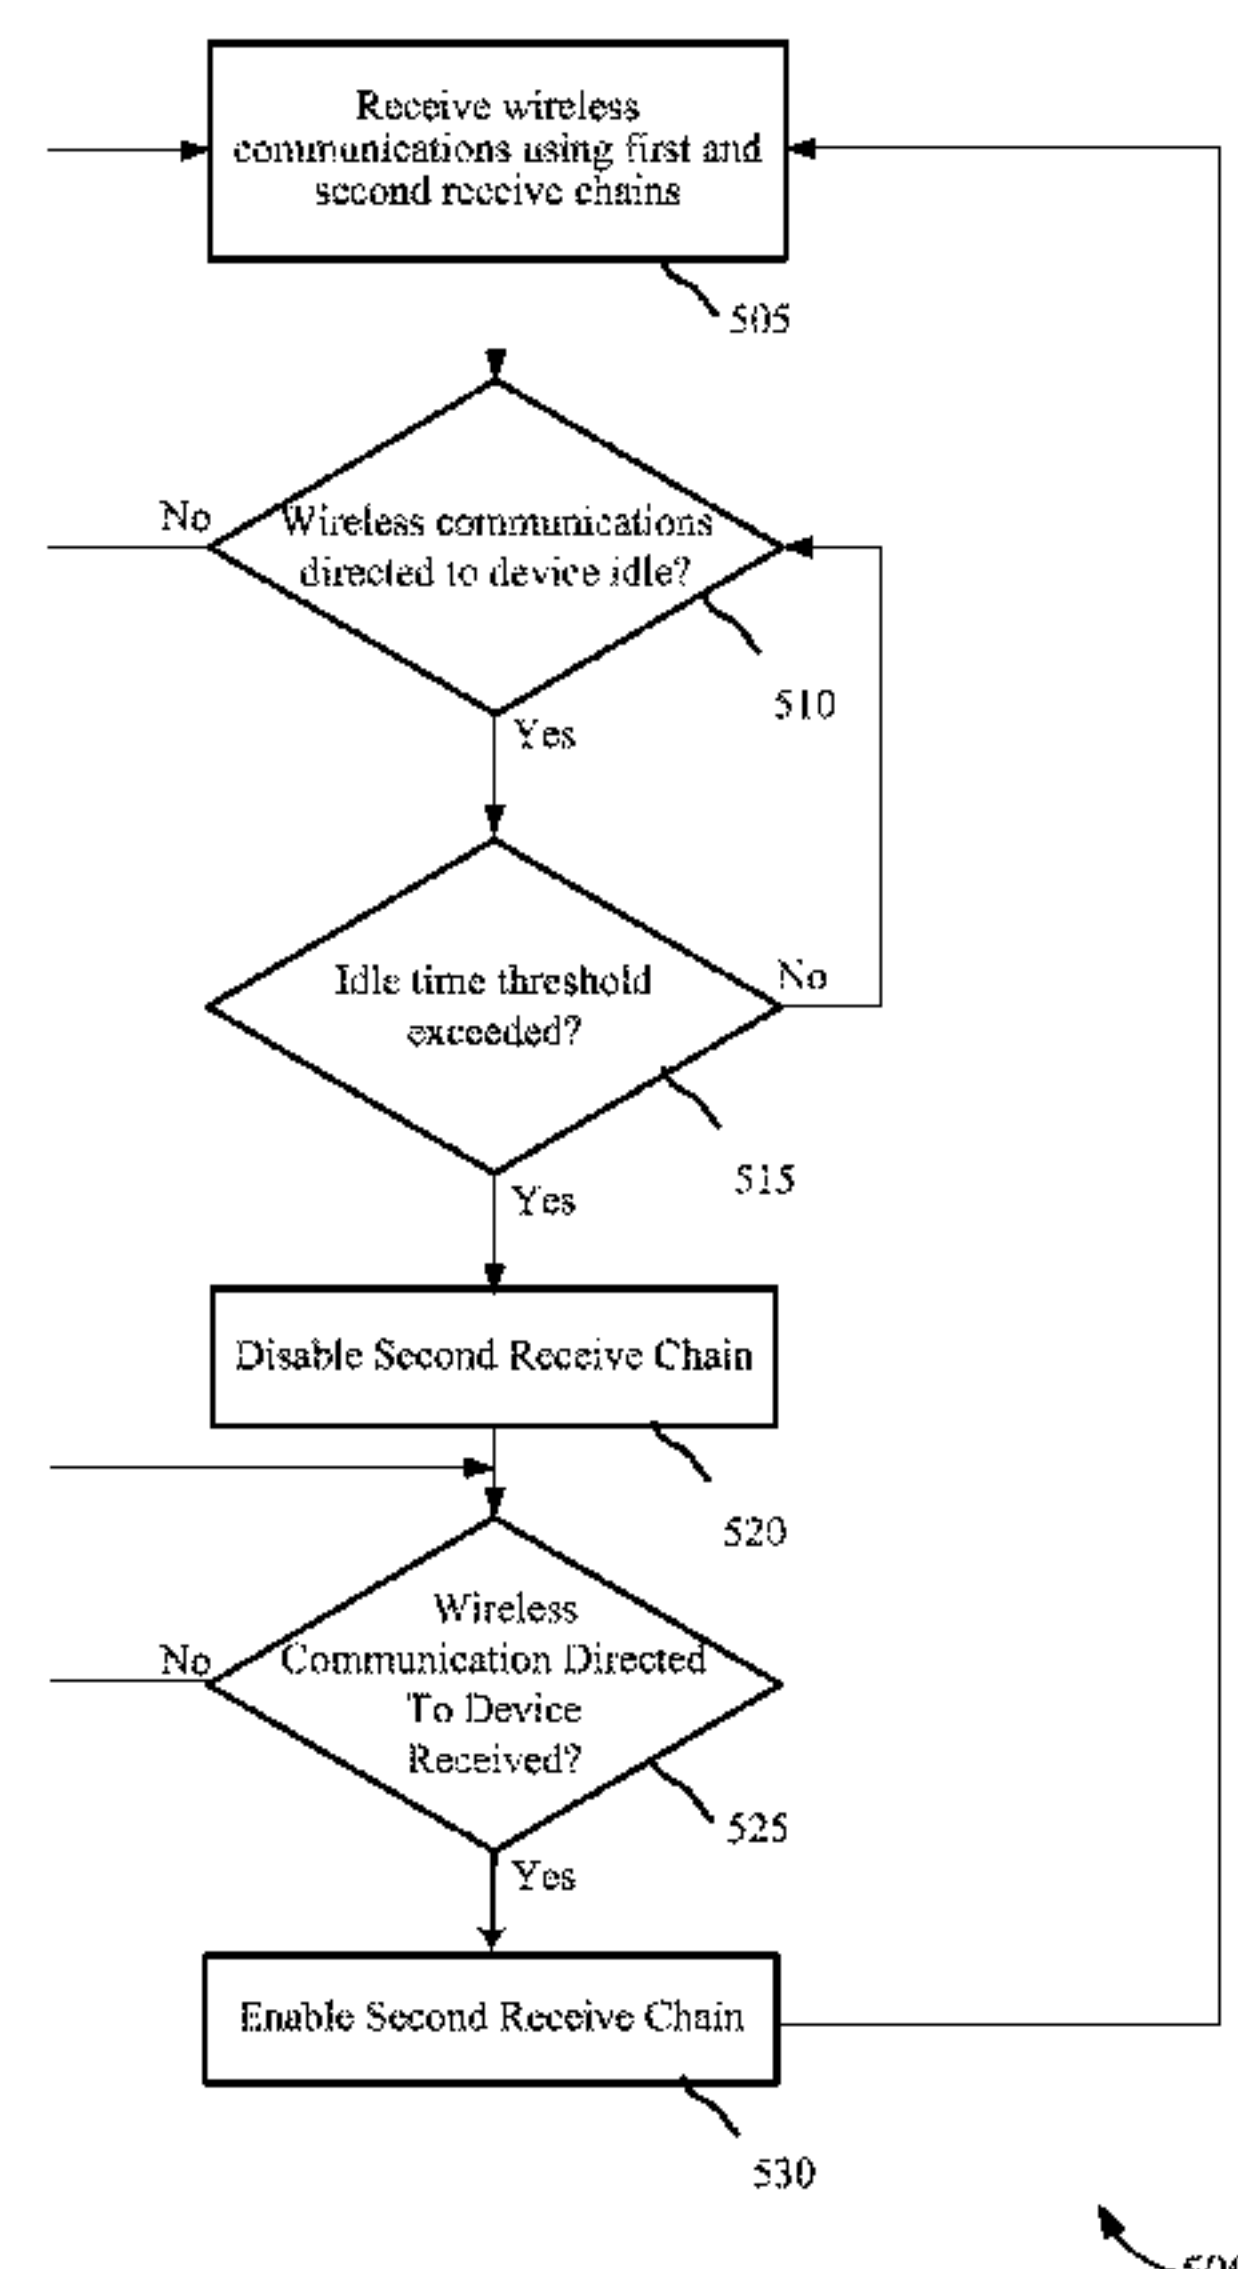 Receive wireless
communications using first and
second receive chains
505
No
Wireless communications
directed to device idle?
510
Yes
Idle time threshold
exceeded?
No
515
Yes
Disable Second Receive Chain
520
Wireless
No
Communication Directed
To Device
Received?
525
Yes
Enable Second Receive Chain
530